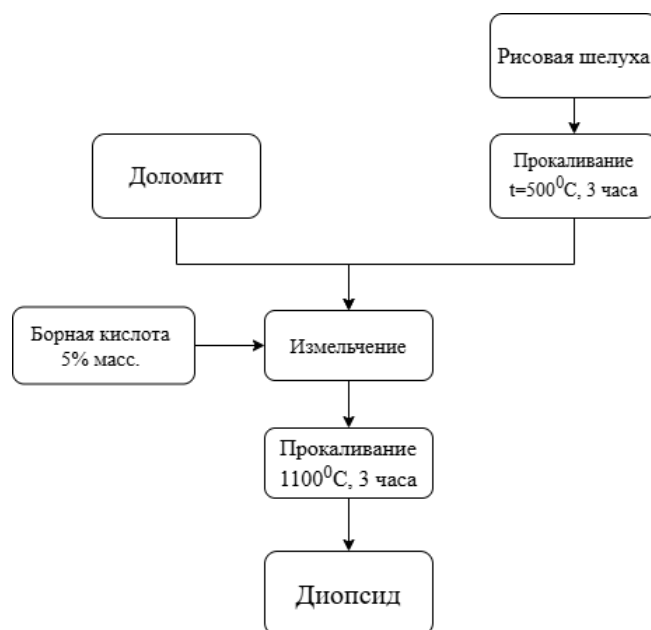 Рисовая шелуха
Доломит
Прокаливание
t=500⁰С, 3 часа
Борная кислота
5% масс.
Измельчение
Прокаливание
1100⁰С, 3 часа
Диопсид